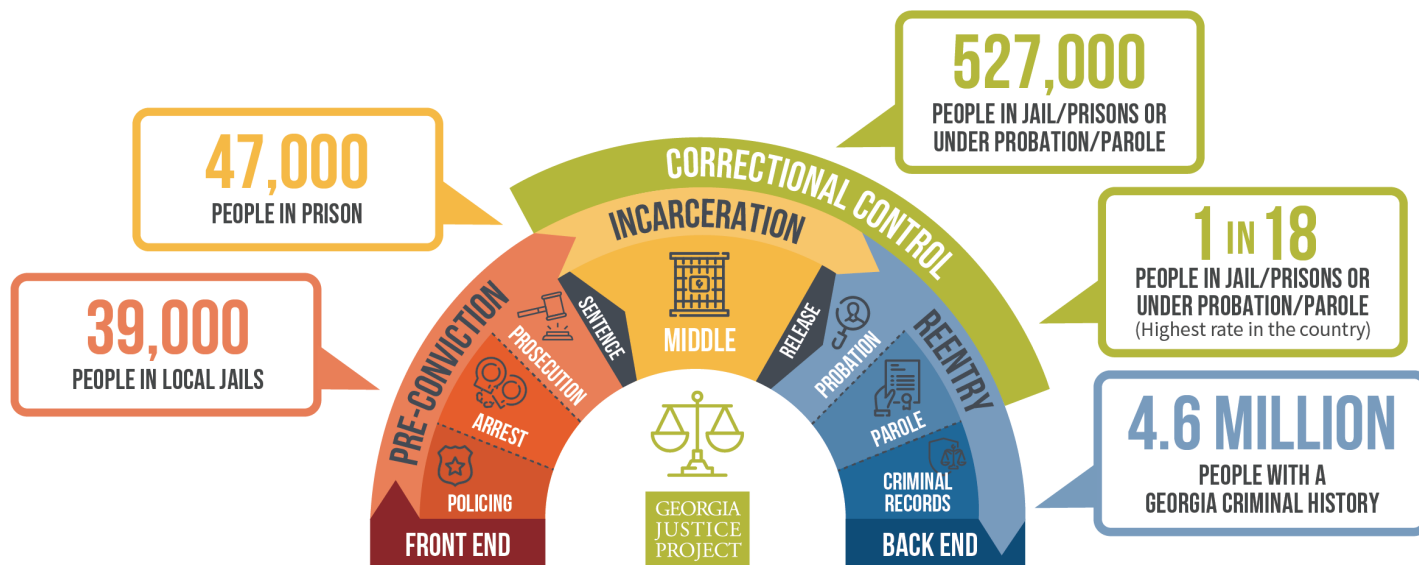 527,000
PEOPLE IN JAIL/PRISONS OR
UNDER PROBATION/PAROLE
47,000
PEOPLE IN PRISON
CORRECTIONAL CONTROL
1 IN 18
PEOPLE IN JAIL/PRISONS OR
UNDER PROBATION/PAROLE
(Highest rate in the country)
INCARCERATION
39,000
PEOPLE IN LOCAL JAILS
PRE-CONVICTION
PROSECUTION
SENTENCE
MIDDLE
RELEASE
PROBATION
REENTRY
ARREST
PAROLE
4.6 MILLION
PEOPLE WITH A
GEORGIA CRIMINAL HISTORY
POLICING
CRIMINAL
RECORDS
GEORGIA
JUSTICE
PROJECT
FRONT END
BACK END